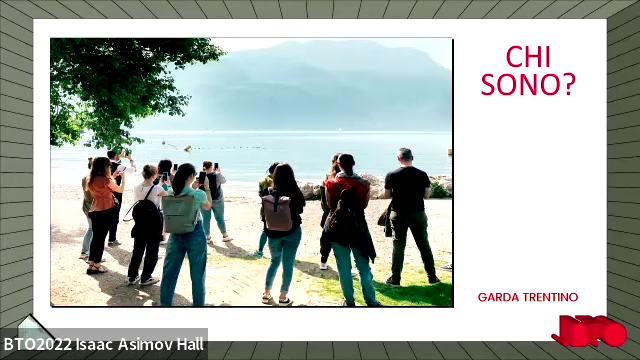 CHI
SONO?
GARDA TRENTINO
BTO
BTO2022 Isaac Asimov Hall